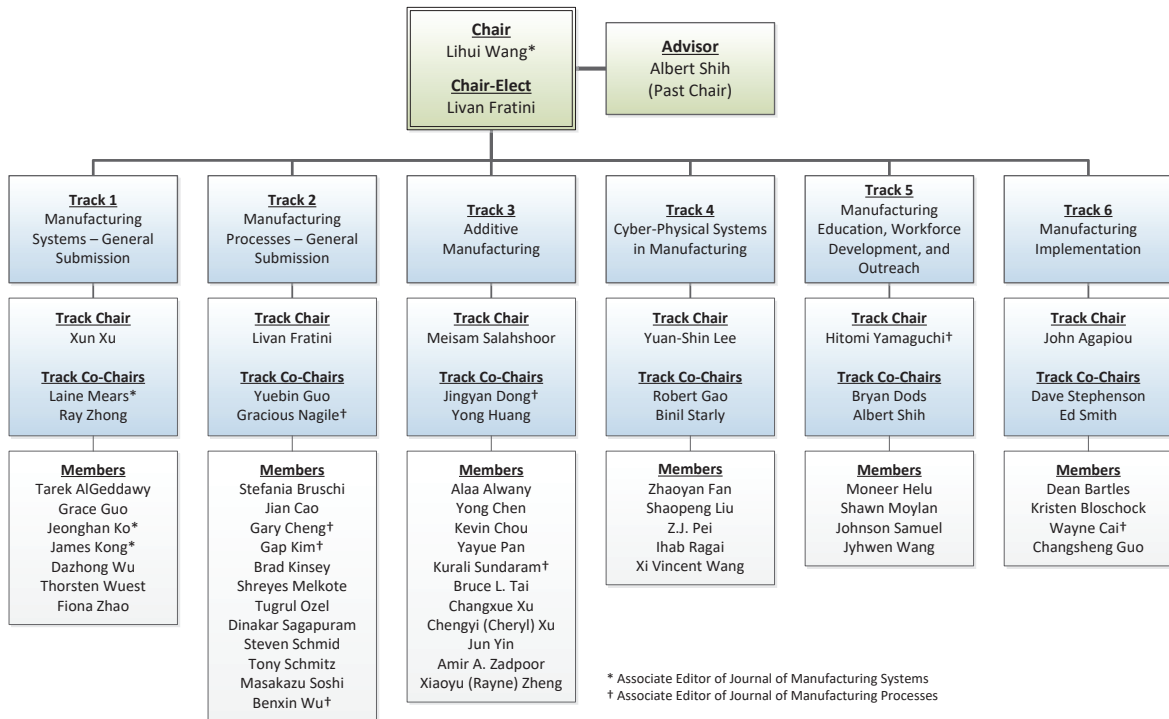 Chair
Lihui Wang*
Chair-Elect
Livan Fratini
Advisor
Albert Shih
(Past Chair)
Track 1
Manufacturing
Systems – General
Submission
Track Chair
Xun Xu
Track Co-Chairs
Laine Mears*
Ray Zhong
Members
Tarek AlGeddawy
Grace Guo
Jeonghan Ko*
James Kong*
Dazhong Wu
Thorsten Wuest
Fiona Zhao
Track 2
Manufacturing
Processes – General
Submission
Track Chair
Livan Fratini
Track Co-Chairs
Yuebin Guo
Gracious Nagile†
Members
Stefania Bruschi
Jian Cao
Gary Cheng†
Gap Kim†
Brad Kinsey
Shreyes Melkote
Tugrul Ozel
Dinakar Sagapuram
Steven Schmid
Tony Schmitz
Masakazu Soshi
Benxin Wu†
Track 3
Additive
Manufacturing
Track Chair
Meisam Salahshoor
Track Co-Chairs
Jingyan Dong†
Yong Huang
Members
Alaa Alwany
Yong Chen
Kevin Chou
Yayue Pan
Kurali Sundaram†
Bruce L. Tai
Changxue Xu
Chengyi (Cheryl) Xu
Jun Yin
Amir A. Zadpoor
Xiaoyu (Rayne) Zheng
Track 4
Cyber-Physical Systems
in Manufacturing
Track Chair
Yuan-Shin Lee
Track Co-Chairs
Robert Gao
Binil Starly
Members
Zhaoyan Fan
Shaopeng Liu
Z.J. Pei
Ihab Ragai
Xi Vincent Wang
Track 5
Manufacturing
Education, Workforce
Development, and
Outreach
Track Chair
Hitomi Yamaguchi†
Track Co-Chairs
Bryan Dods
Albert Shih
Members
Moneer Helu
Shawn Moylan
Johnson Samuel
Jyhwen Wang
Track 6
Manufacturing
Implementation
Track Chair
John Agapiou
Track Co-Chairs
Dave Stephenson
Ed Smith
Members
Dean Bartles
Kristen Bloschock
Wayne Cai†
Changsheng Guo
* Associate Editor of Journal of Manufacturing Systems
† Associate Editor of Journal of Manufacturing Processes